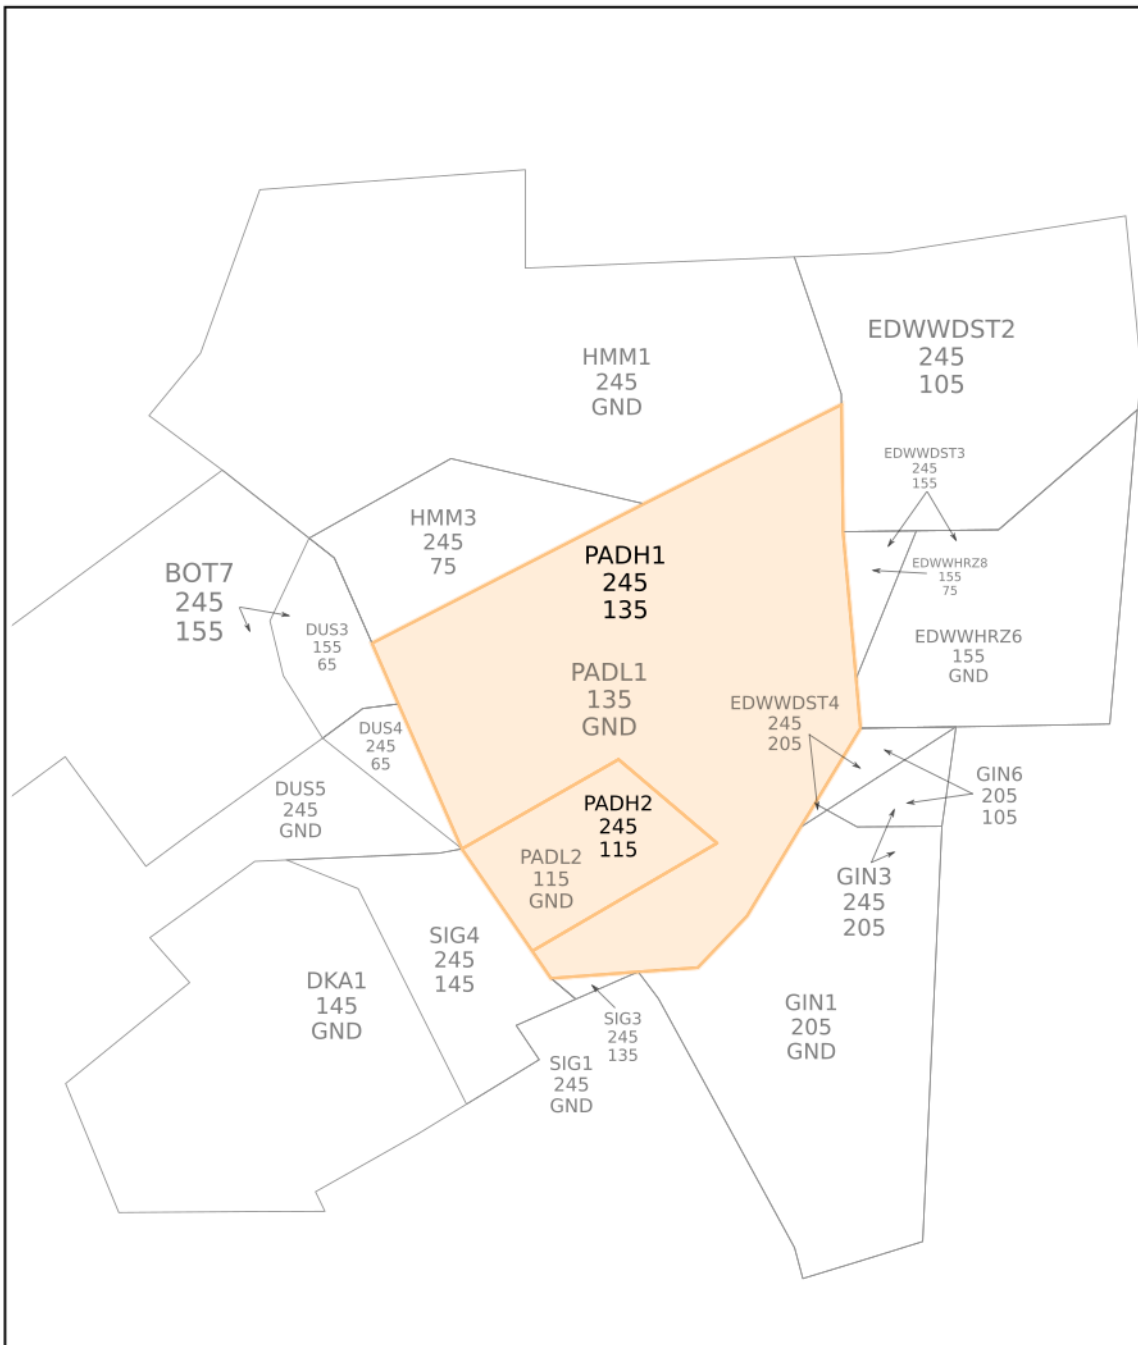 EDWWDST2
245
105
HMM1
245
GND
EDWWDST3
245
155
HMM3
245
75
PADH1
245
135
EDWWHRZ8
155
75
BOT7
245
155
DUS3
155
65
EDWWHRZ6
155
GND
PADL1
135
GND
EDWWDST4
245
205
DUS4
245
65
GIN6
205
105
DUS5
245
GND
PADH2
245
115
PADL2
115
GND
GIN3
245
205
SIG4
245
145
DKA1
145
GND
GIN1
205
GND
SIG3
245
135
SIG1
245
GND